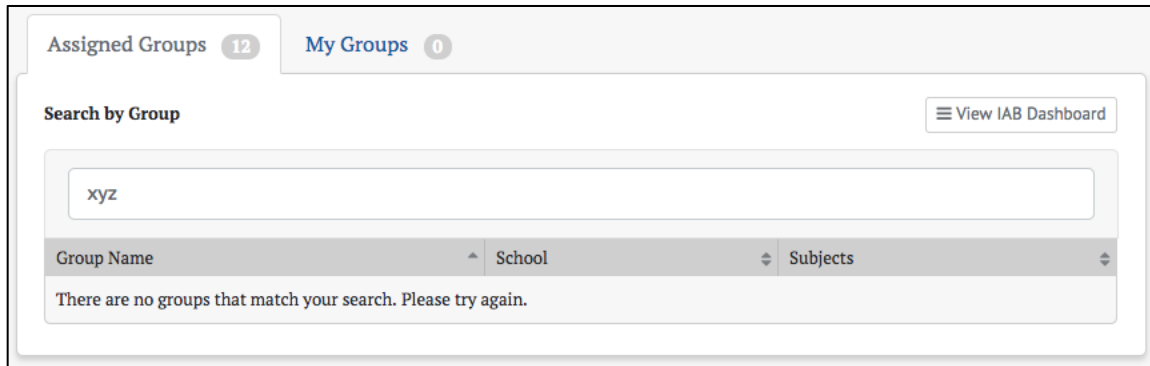 Assigned Groups 12 My Groups 0
Search by Group View IAB Dashboard
xyz
Group Name School Subjects
There are no groups that match your search. Please try again.